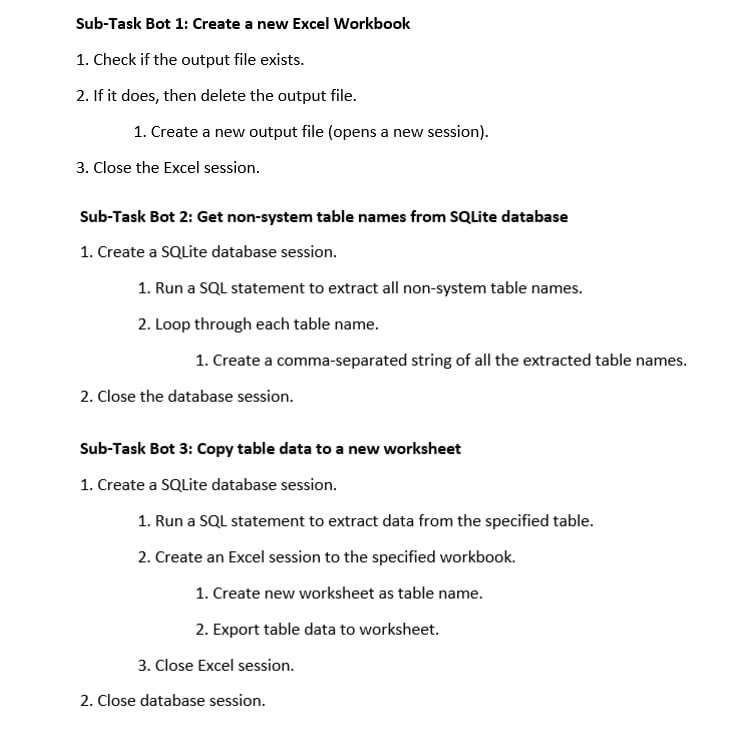 Sub-Task Bot 1: Create a new Excel Workbook
1. Check if the output file exists.
2. If it does, then delete the output file.
1. Create a new output file (opens a new session).
3. Close the Excel session.
Sub-Task Bot 2: Get non-system table names from SQLite database
1. Create a SQLite database session.
1. Run a SQL statement to extract all non-system table names.
2. Loop through each table name.
1. Create a comma-separated string of all the extracted table names.
2. Close the database session.
Sub-Task Bot 3: Copy table data to a new worksheet
1. Create a SQLite database session.
1. Run a SQL statement to extract data from the specified table.
2. Create an Excel session to the specified workbook.
1. Create new worksheet as table name.
2. Export table data to worksheet.
3. Close Excel session.
2. Close database session.